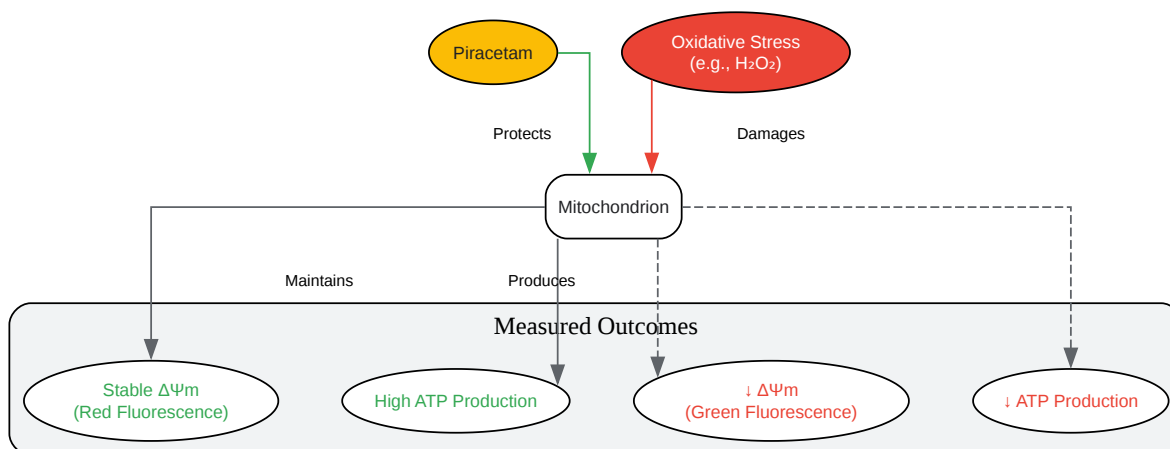 Piracetam
Oxidative Stress
(e.g., H₂O₂)
Protects
Damages
Mitochondrion
Maintains
Produces
Measured Outcomes
Stable ΔΨm
(Red Fluorescence)
High ATP Production
↓ ΔΨm
(Green Fluorescence)
↓ ATP Production